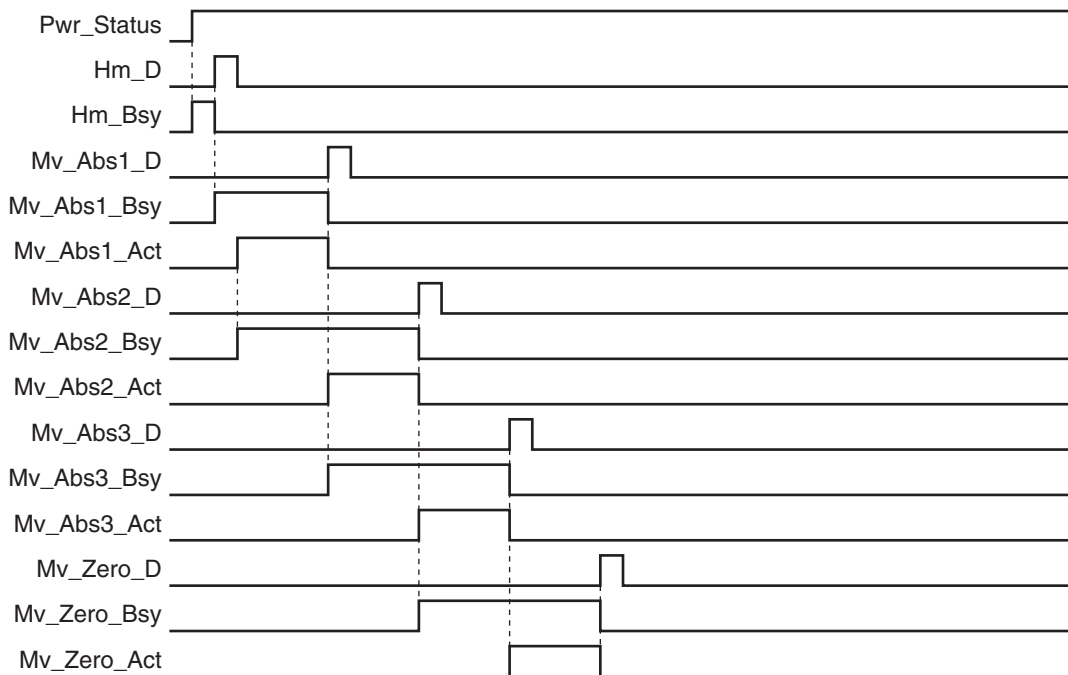 Pwr_Status
Hm_D
Hm_Bsy
Mv_Abs1_D
Mv_Abs1_Bsy
Mv_Abs1_Act
Mv_Abs2_D
Mv_Abs2_Bsy
Mv_Abs2_Act
Mv_Abs3_D
Mv_Abs3_Bsy
Mv_Abs3_Act
Mv_Zero_D
Mv_Zero_Bsy
Mv_Zero_Act